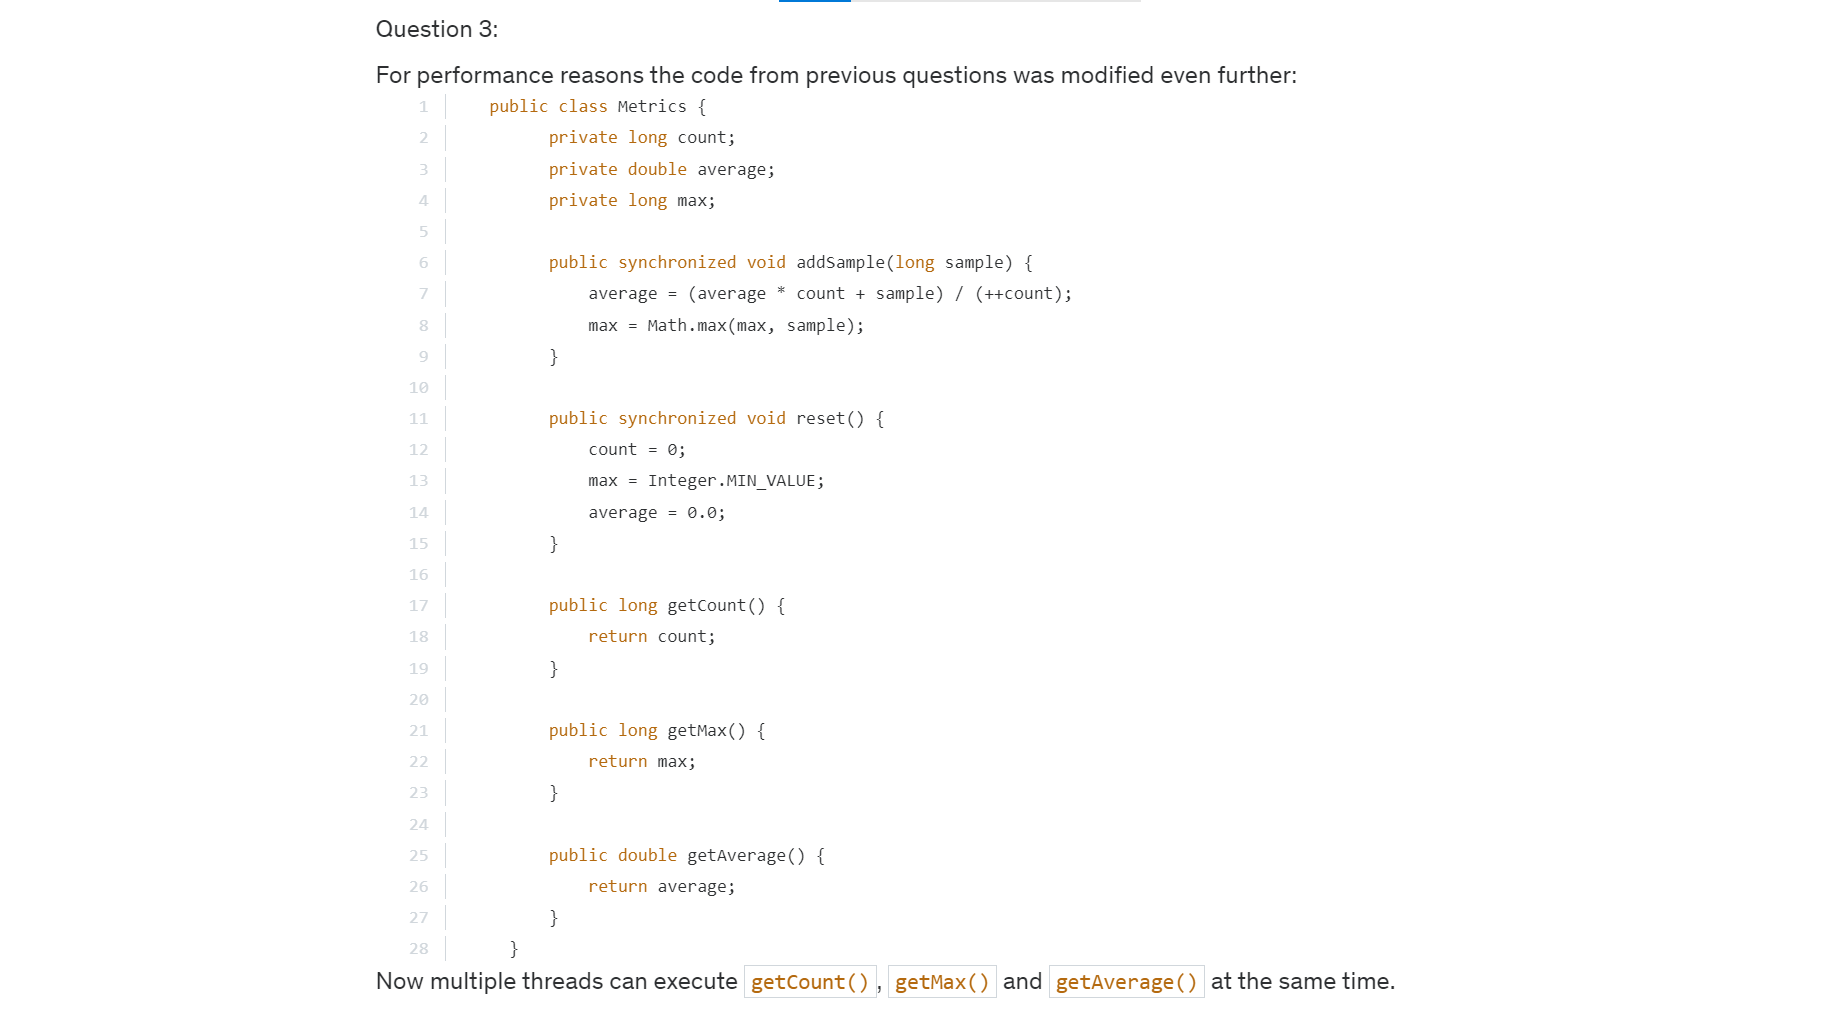 Question 3:
For performance reasons the code from previous questions was modified even further:
1 public class Metrics {
2 private long count;
3 private double average;
4 private long max;
5
6 public synchronized void addSample(long sample) {
7 average = (average * count + sample) / (++count);
8 max = Math.max(max, sample);
9 }
10
11 public synchronized void reset() {
12 count = 0;
13 max = Integer.MIN_VALUE;
14 average = 0.0;
15 }
16
17 public long getCount() {
18 return count;
19 }
20
21 public long getMax() {
22 return max;
23 }
24
25 public double getAverage() {
26 return average;
27 }
28 }
Now multiple threads can execute getCount(), getMax() and getAverage() at the same time.